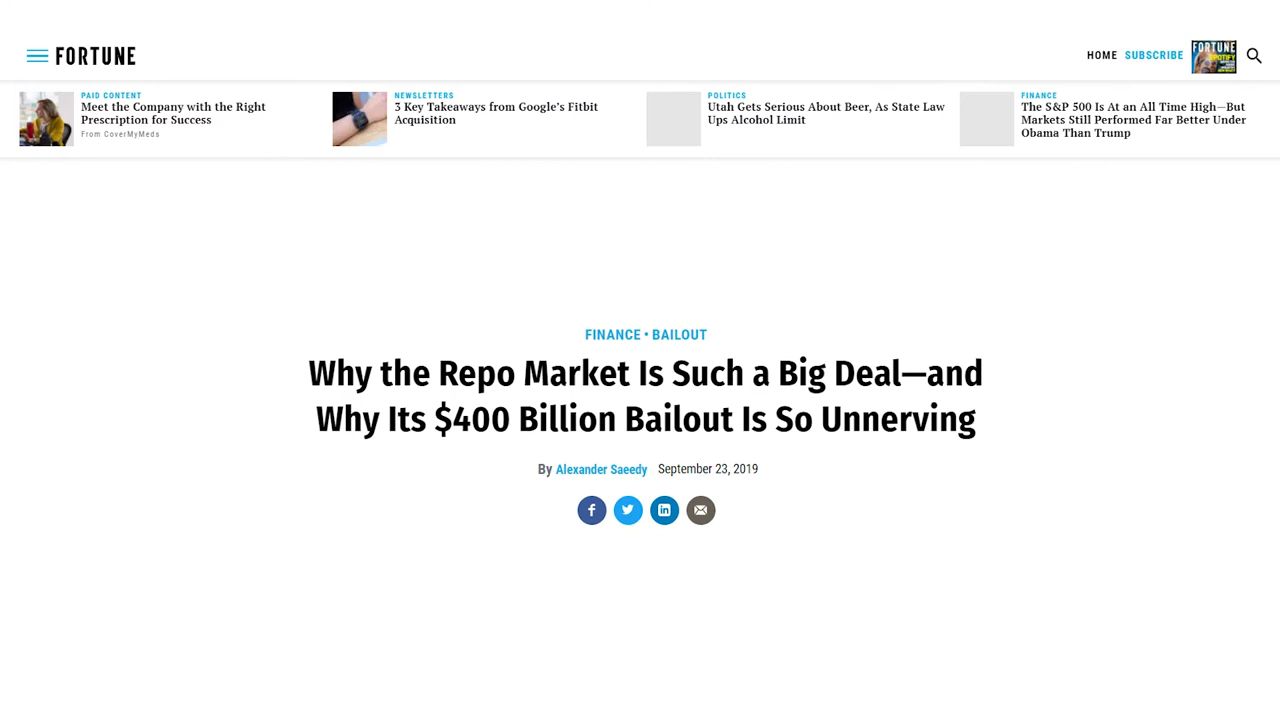 FORTUNE
HOME SUBSCRIBE
FORTUNE
SPOTIFY
PAID CONTENT
Meet the Company with the Right
Prescription for Success
From CoverMyMeds
NEWSLETTERS
3 Key Takeaways from Google's Fitbit
Acquisition
POLITICS
Utah Gets Serious About Beer, As State Law
Ups Alcohol Limit
FINANCE
The S&P 500 Is At an All Time High—But
Markets Still Performed Far Better Under
Obama Than Trump
FINANCE • BAILOUT
Why the Repo Market Is Such a Big Deal—and
Why Its $400 Billion Bailout Is So Unnerving
By Alexander Saeedy September 23, 2019